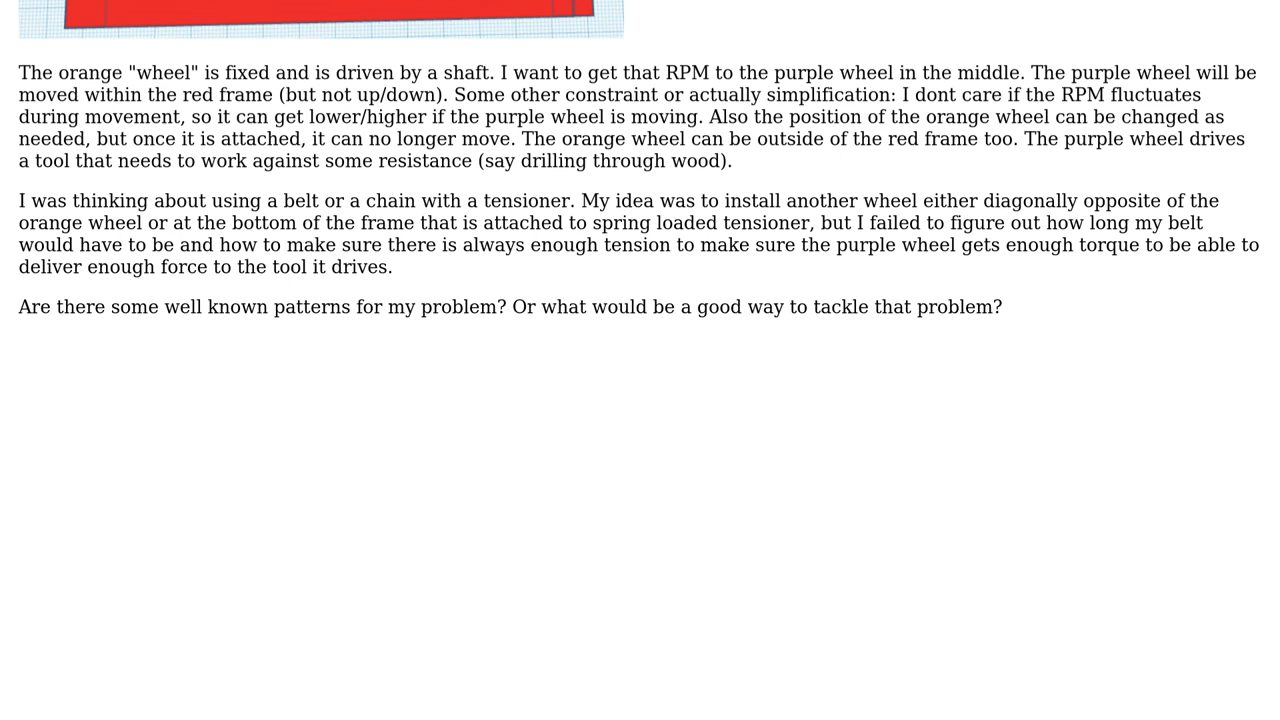 The orange "wheel" is fixed and is driven by a shaft. I want to get that RPM to the purple wheel in the middle. The purple wheel will be
moved within the red frame (but not up/down). Some other constraint or actually simplification: I dont care if the RPM fluctuates
during movement, so it can get lower/higher if the purple wheel is moving. Also the position of the orange wheel can be changed as
needed, but once it is attached, it can no longer move. The orange wheel can be outside of the red frame too. The purple wheel drives
a tool that needs to work against some resistance (say drilling through wood).
I was thinking about using a belt or a chain with a tensioner. My idea was to install another wheel either diagonally opposite of the
orange wheel or at the bottom of the frame that is attached to spring loaded tensioner, but I failed to figure out how long my belt
would have to be and how to make sure there is always enough tension to make sure the purple wheel gets enough torque to be able to
deliver enough force to the tool it drives.
Are there some well known patterns for my problem? Or what would be a good way to tackle that problem?